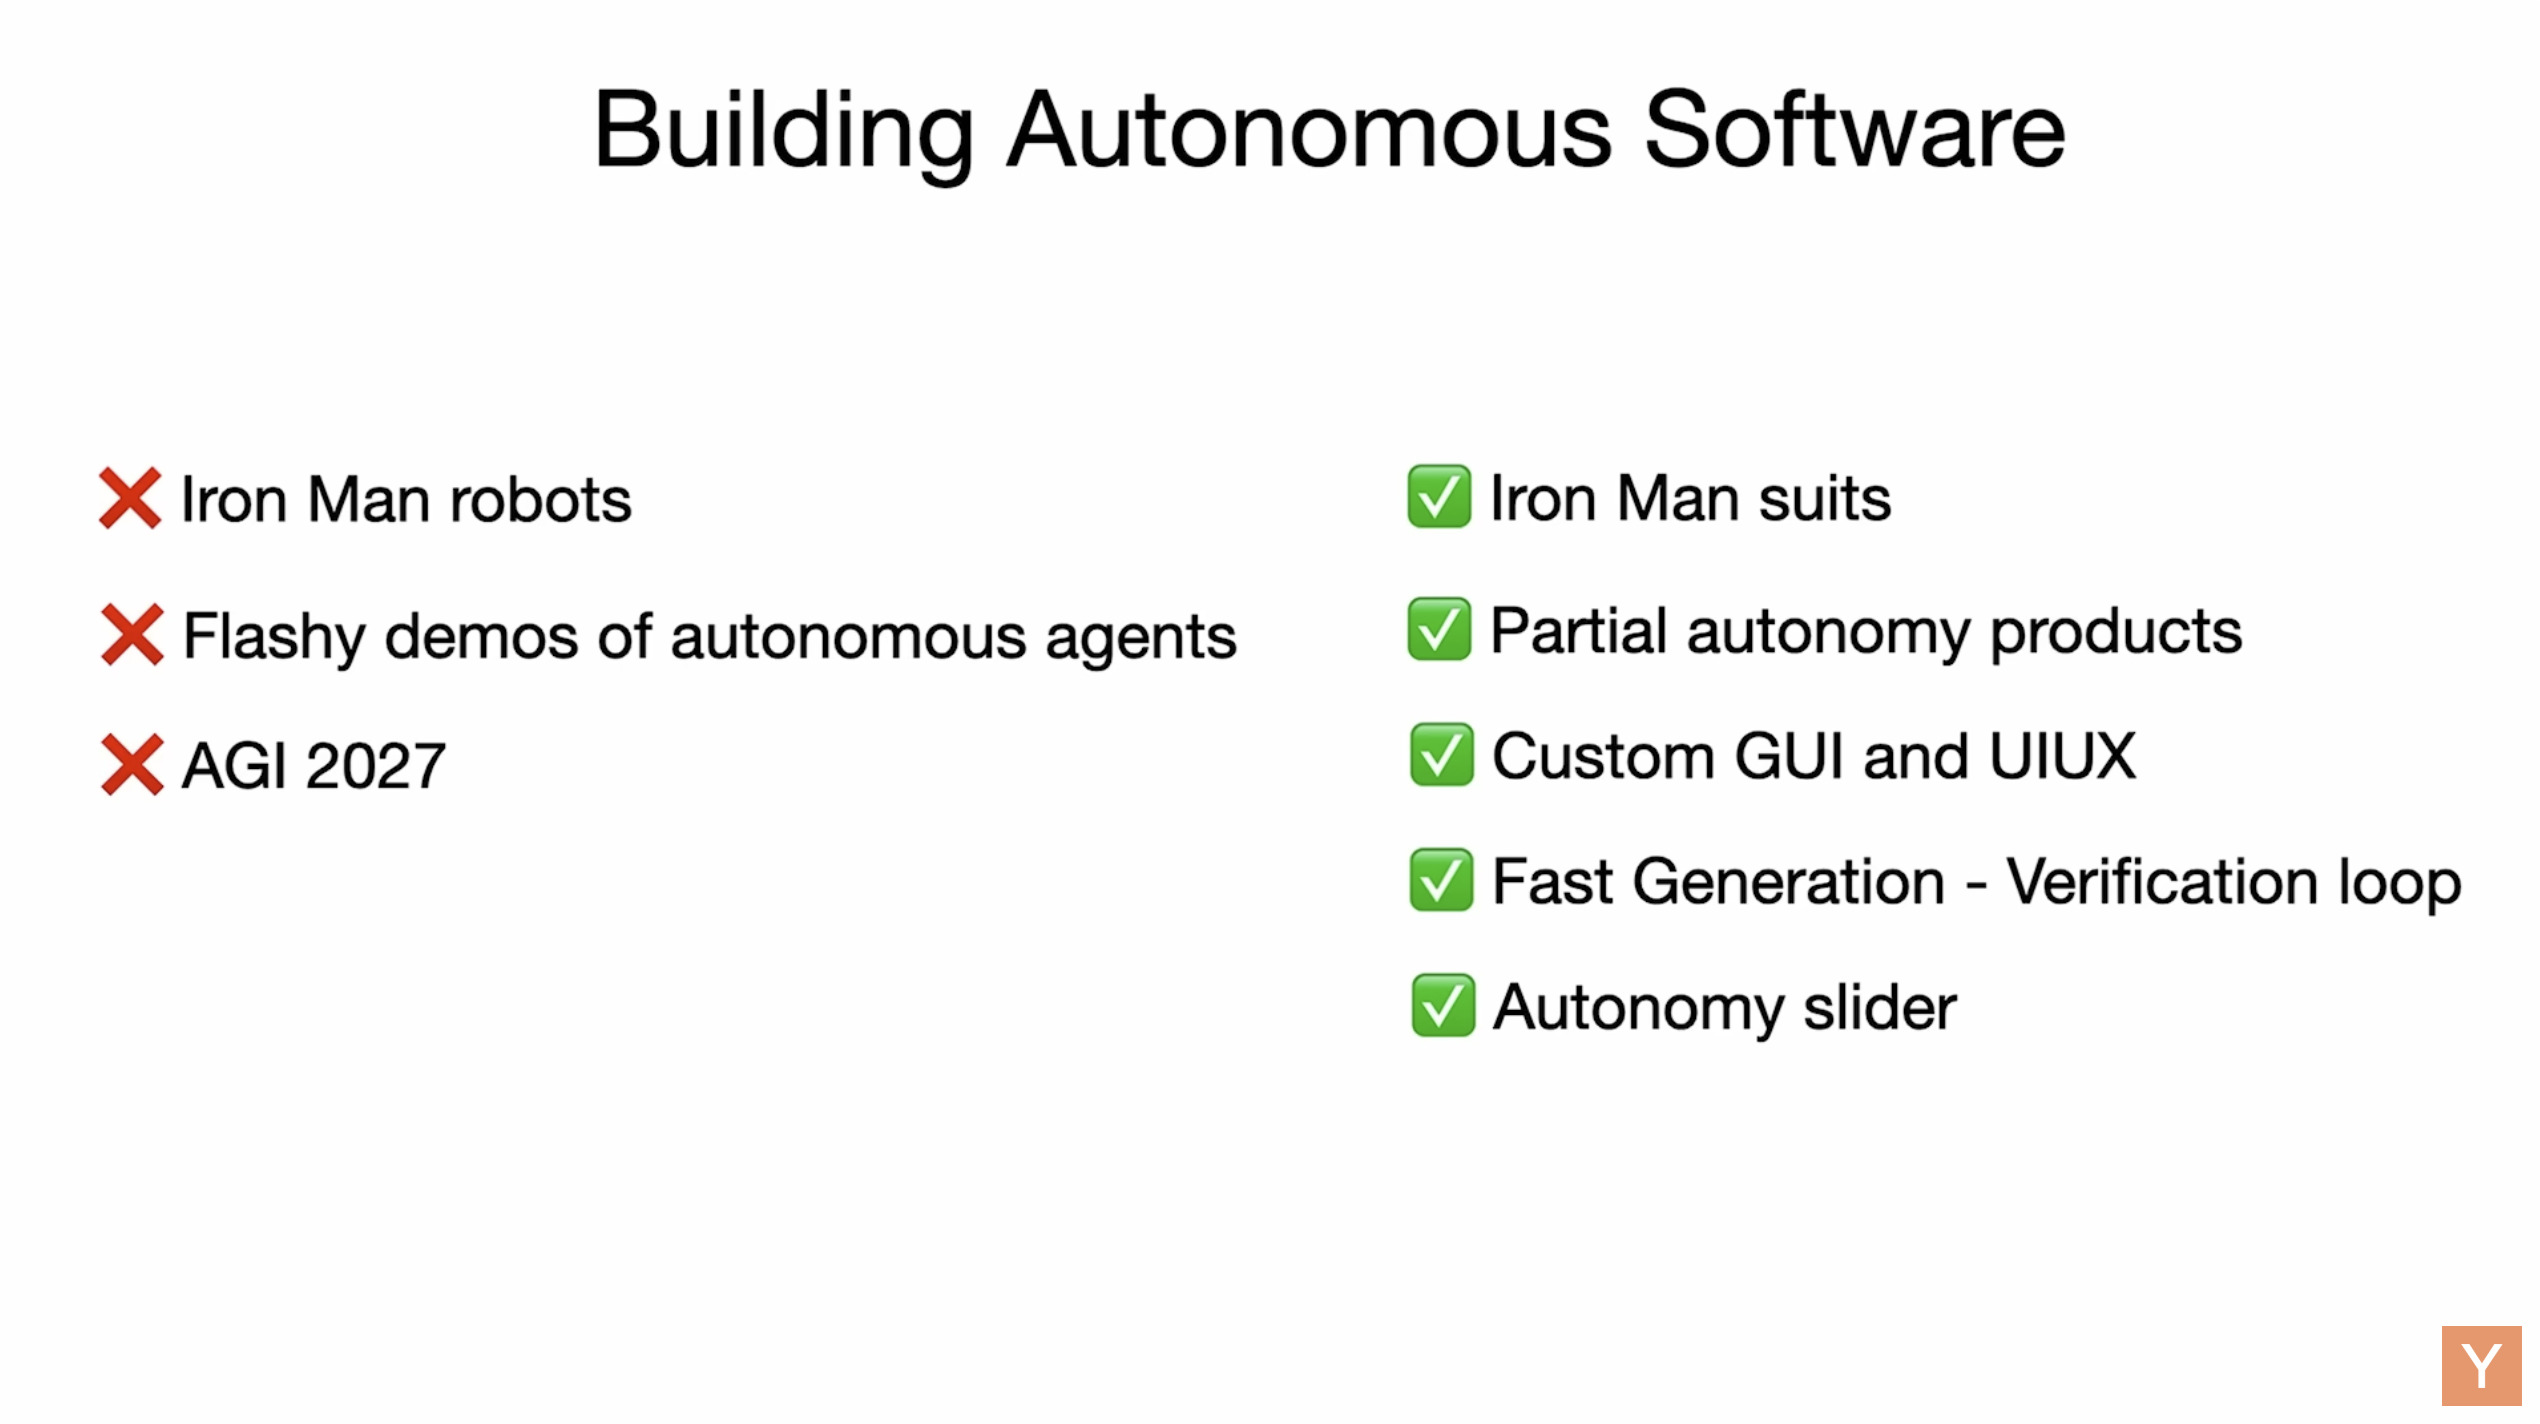 Building Autonomous Software
❌ Iron Man robots
❌ Flashy demos of autonomous agents
❌ AGI 2027
✅ Iron Man suits
✅ Partial autonomy products
✅ Custom GUI and UIUX
✅ Fast Generation - Verification loop
✅ Autonomy slider
Y